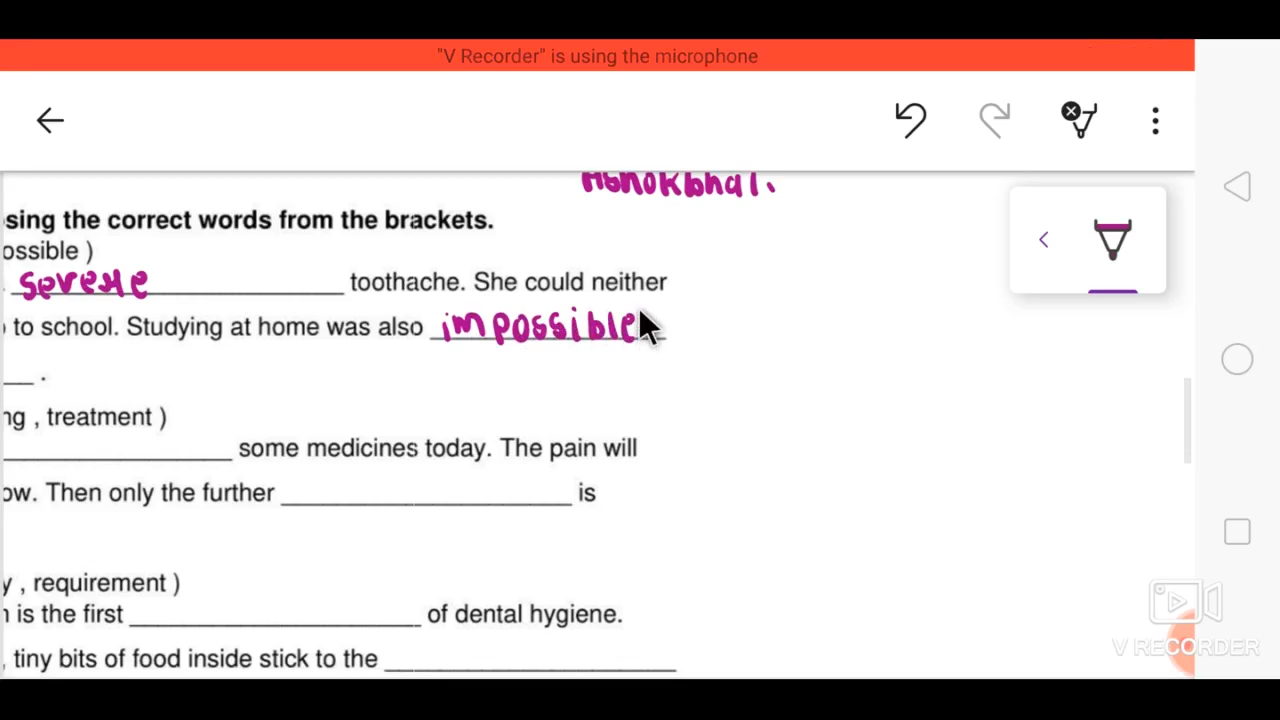 "V Recorder" is using the microphone
Ashokbhai.
sing the correct words from the brackets.
ossible )
severe toothache. She could neither
to school. Studying at home was also impossible
.
ng , treatment )
some medicines today. The pain will
ow. Then only the further is
y , requirement )
is the first of dental hygiene.
, tiny bits of food inside stick to the
V RECORDER